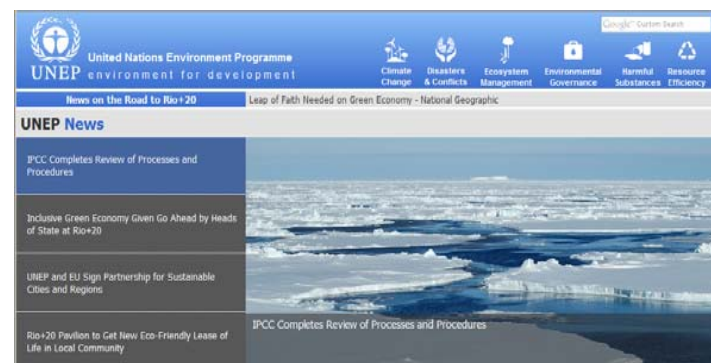 Google™ Custom Search
United Nations Environment Programme
UNEP environment for development
Climate Change
Disasters & Conflicts
Ecosystem Management
Environmental Governance
Harmful Substances
Resource Efficiency
News on the Road to Rio+20
Leap of Faith Needed on Green Economy - National Geographic
UNEP News
IPCC Completes Review of Processes and
Procedures
Inclusive Green Economy Given Go Ahead by Heads
of State at Rio+20
UNEP and EU Sign Partnership for Sustainable
Cities and Regions
Rio+20 Pavilion to Get New Eco-Friendly Lease of
Life in Local Community
IPCC Completes Review of Processes and Procedures